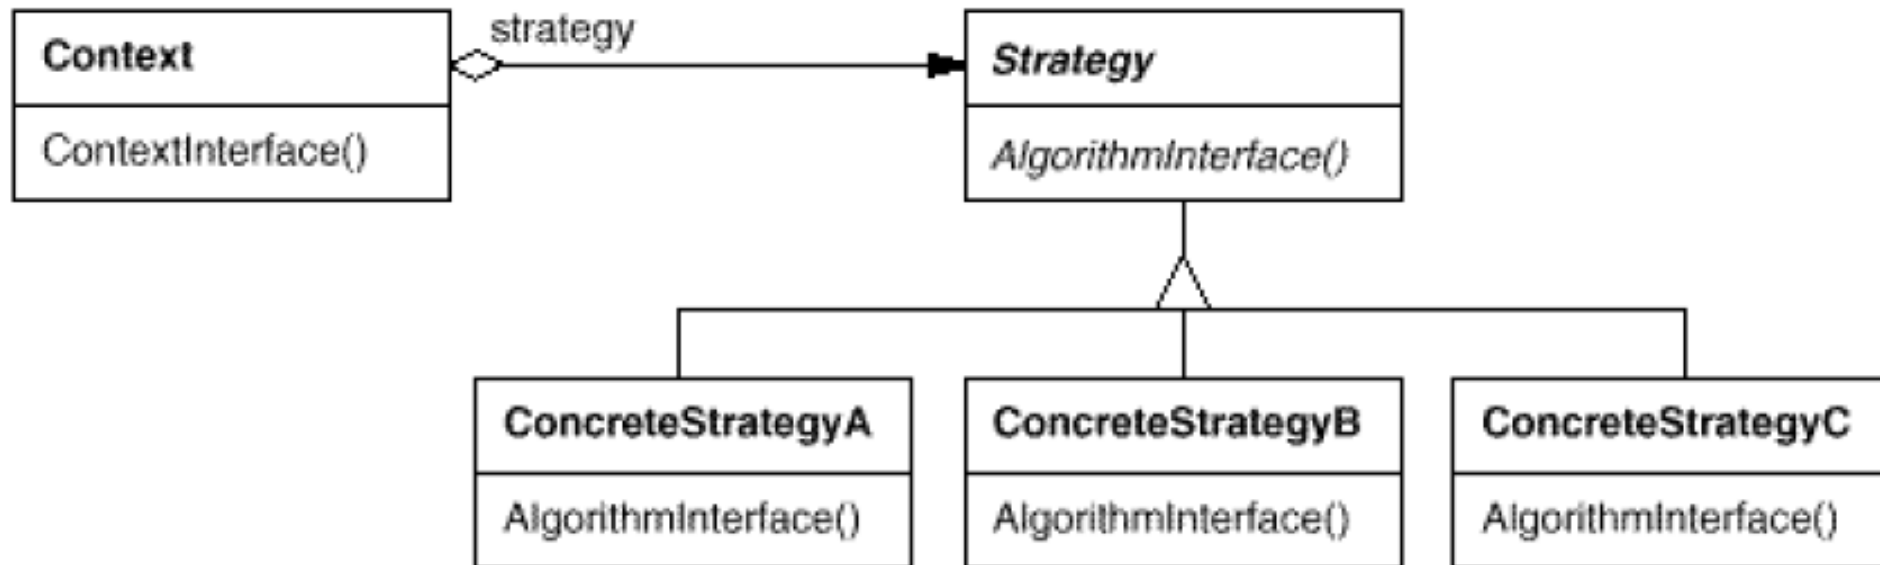 strategy
Context
Strategy
ContextInterface()
AlgorithmInterface()
ConcreteStrategyA
ConcreteStrategyB
ConcreteStrategyC
AlgorithmInterface()
AlgorithmInterface()
AlgorithmInterface()